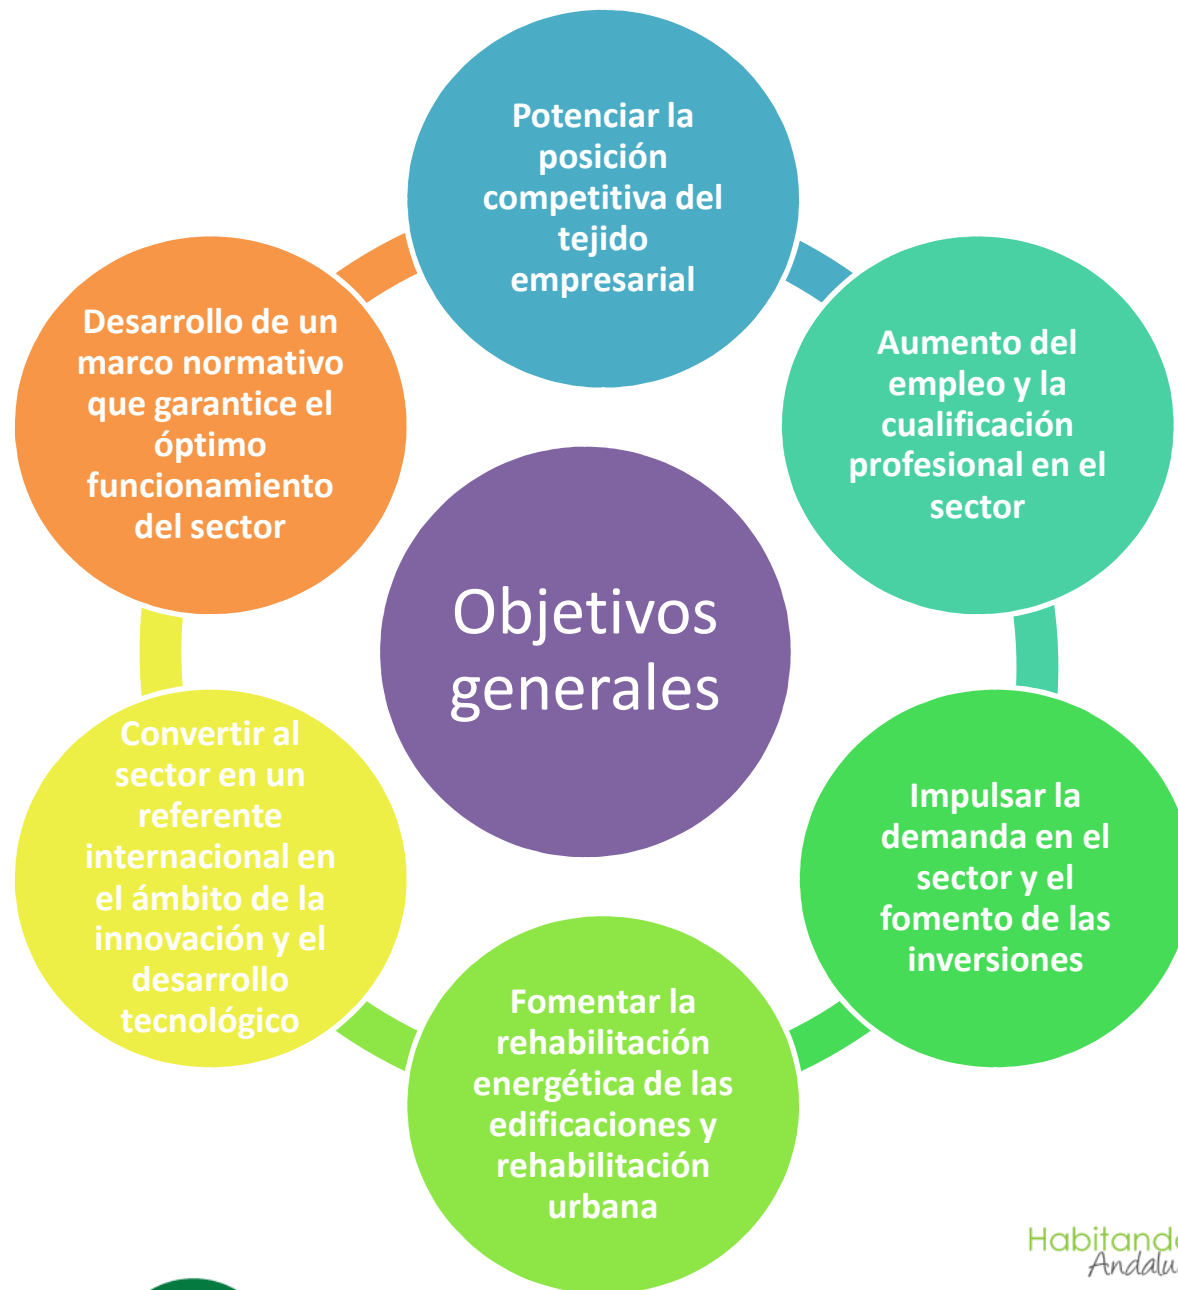 Potenciar la
posición
competitiva del
tejido
empresarial
Aumento del
empleo y la
cualificación
profesional en el
sector
Impulsar la
demanda en el
sector y el
fomento de las
inversiones
Fomentar la
rehabilitación
energética de las
edificaciones y
rehabilitación
urbana
Convertir al
sector en un
referente
internacional en
el ámbito de la
innovación y el
desarrollo
tecnológico
Desarrollo de un
marco normativo
que garantice el
óptimo
funcionamiento
del sector
Objetivos
generales
Habitando